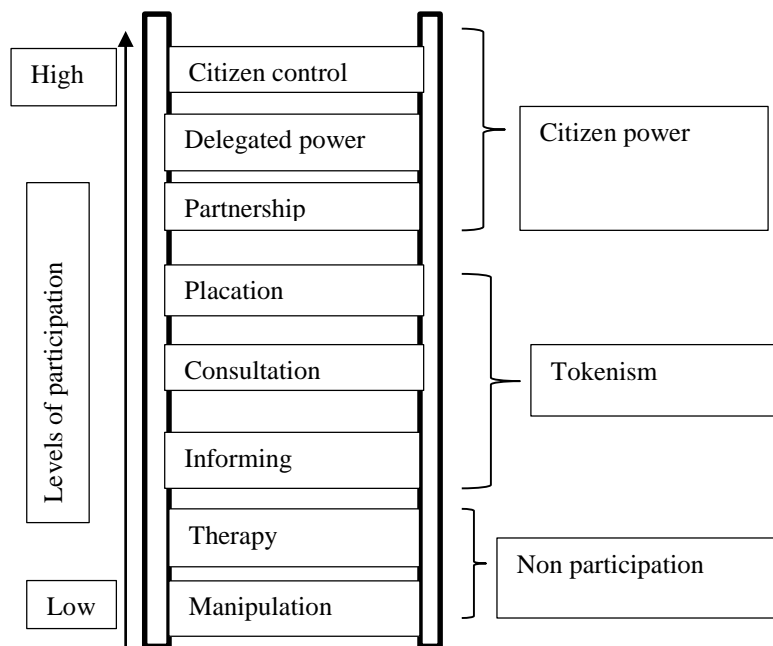 High
Citizen control
Delegated power
Citizen power
Partnership
Levels of participation
Placation
Consultation
Tokenism
Informing
Therapy
Non participation
Low
Manipulation